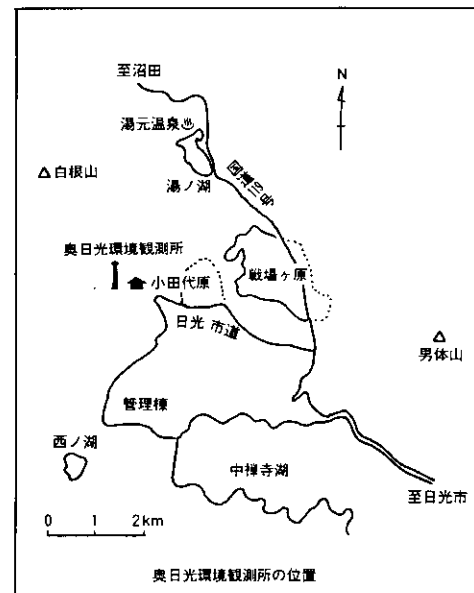 至沼田
N
湯元温泉♨
白根山
湯ノ湖
国道119号
奥日光環境観測所
小田代原
戦場ヶ原
日光市道
男体山
管理棟
西ノ湖
中禅寺湖
至日光市
0 1 2km
奥日光環境観測所の位置